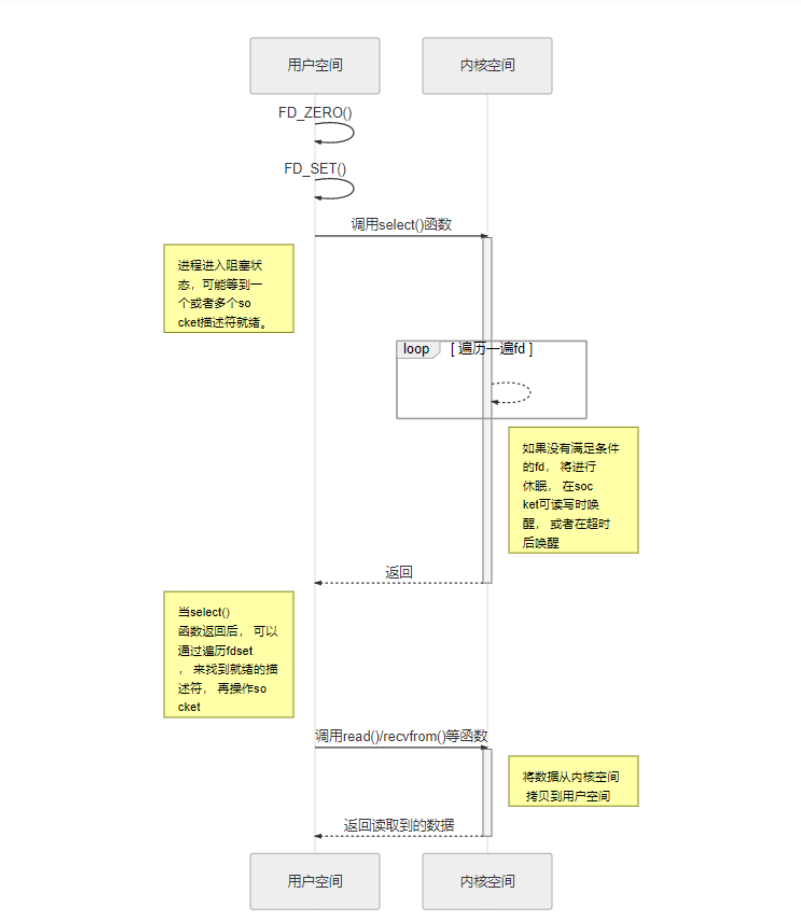 用户空间
内核空间
FD_ZERO()
FD_SET()
调用select()函数
进程进入阻塞状
态，可能等到一
个或者多个so
cket描述符就绪。
loop
[ 遍历一遍fd ]
如果没有满足条件
的fd， 将进行
休眠， 在soc
ket可读写时唤
醒， 或者在超时
后唤醒
返回
当select()
函数返回后， 可以
通过遍历fdset
， 来找到就绪的描
述符， 再操作so
cket
调用read()/recvfrom()等函数
将数据从内核空间
拷贝到用户空间
返回读取到的数据
用户空间
内核空间